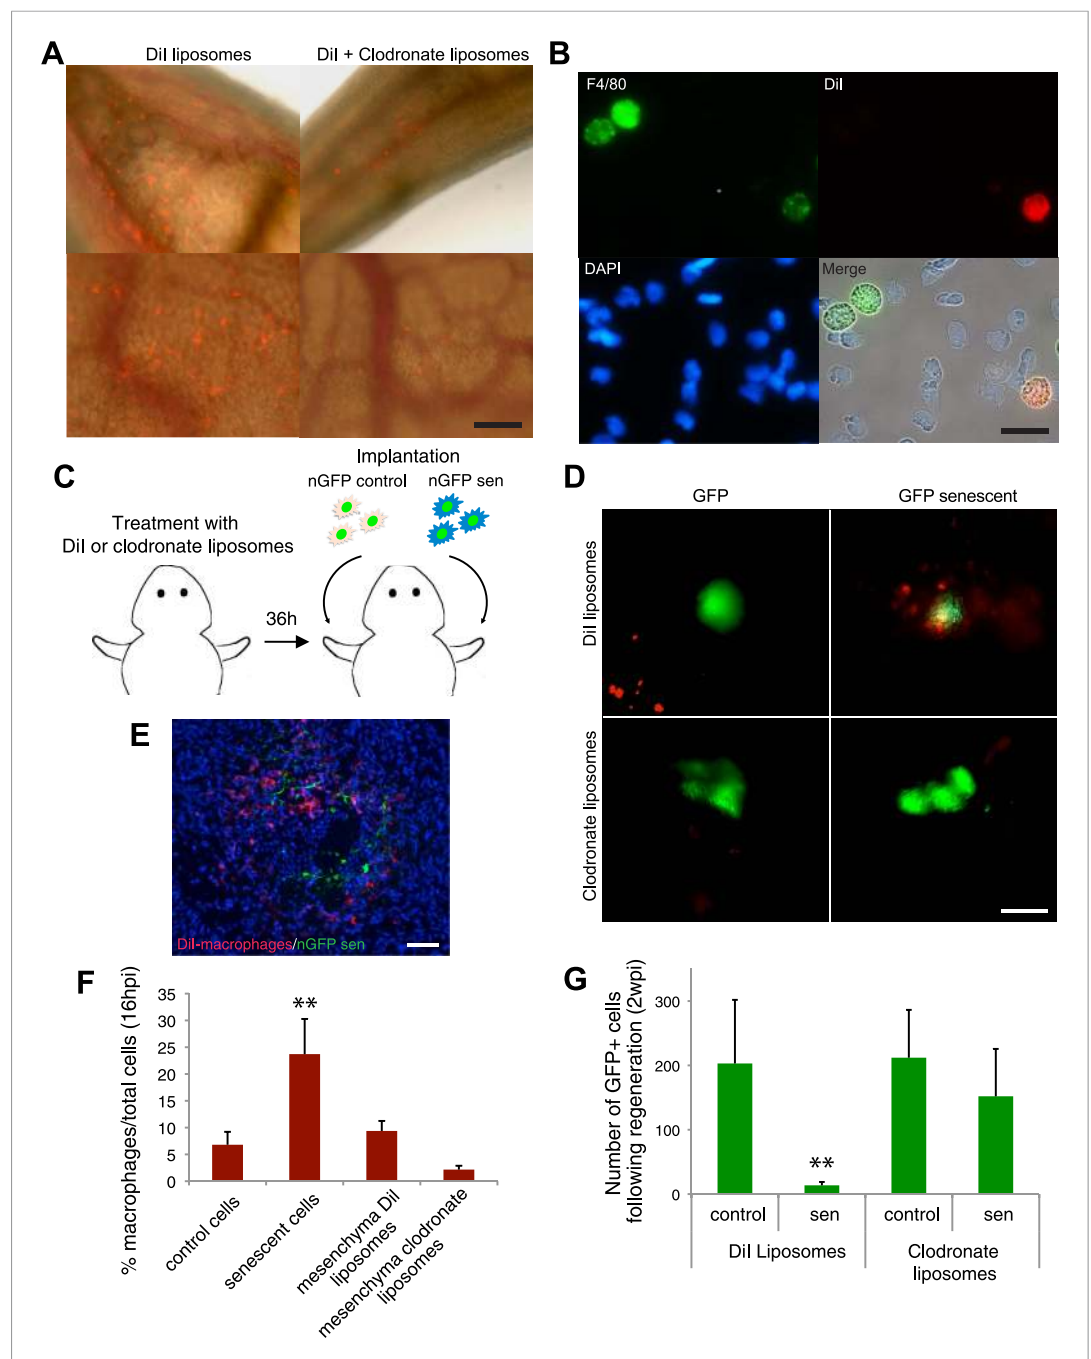 A
DiI liposomes
DiI + Clodronate liposomes
B
F4/80
DiI
DAPI
Merge
C
Implantation
nGFP control
nGFP sen
Treatment with
DiI or clodronate liposomes
36h
D
GFP
GFP senescent
DiI liposomes
Clodronate liposomes
E
DiI-macrophages/nGFP sen
F
% macrophages/total cells (16hpi)
35
30
25
20
15
10
5
0
**
control cells
senescent cells
mesenchyma DiI
liposomes
mesenchyma clodronate
liposomes
G
Number of GFP+ cells
following regeneration (2wpi)
300
200
100
0
**
control
sen
control
sen
DiI Liposomes
Clodronate
liposomes